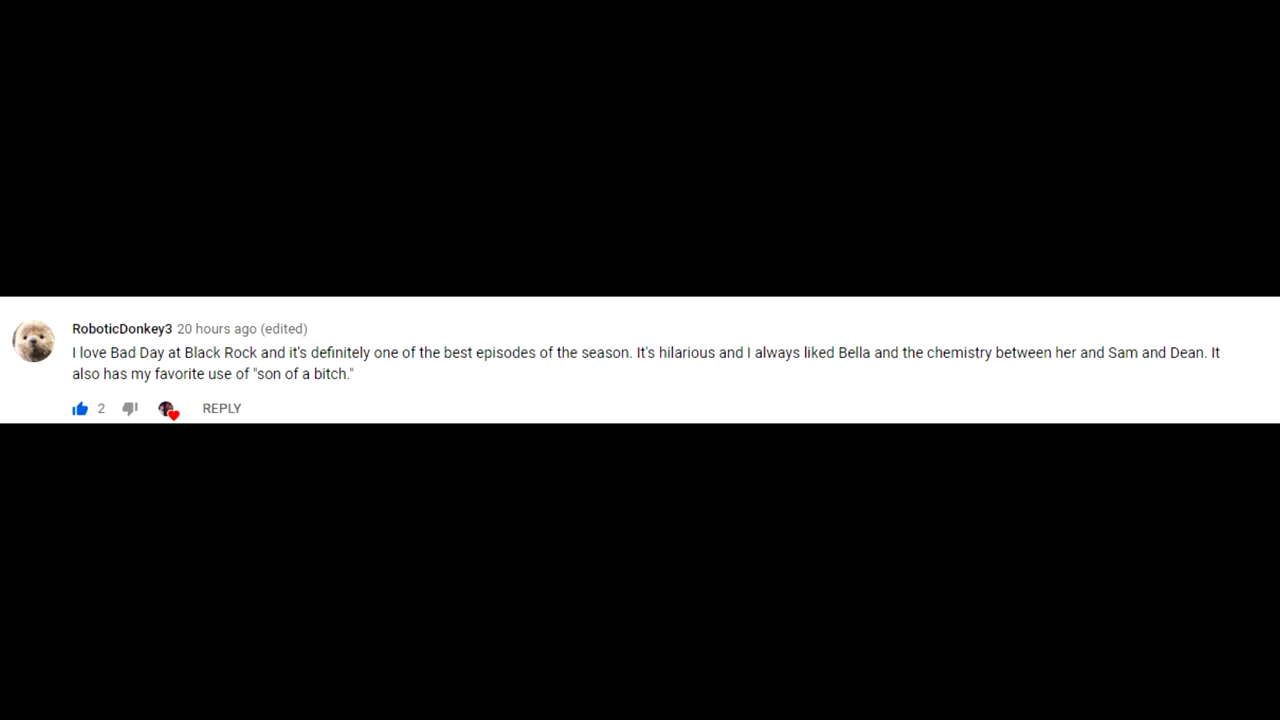 RoboticDonkey3 20 hours ago (edited)
I love Bad Day at Black Rock and it's definitely one of the best episodes of the season. It's hilarious and I always liked Bella and the chemistry between her and Sam and Dean. It
also has my favorite use of "son of a bitch."
2 REPLY